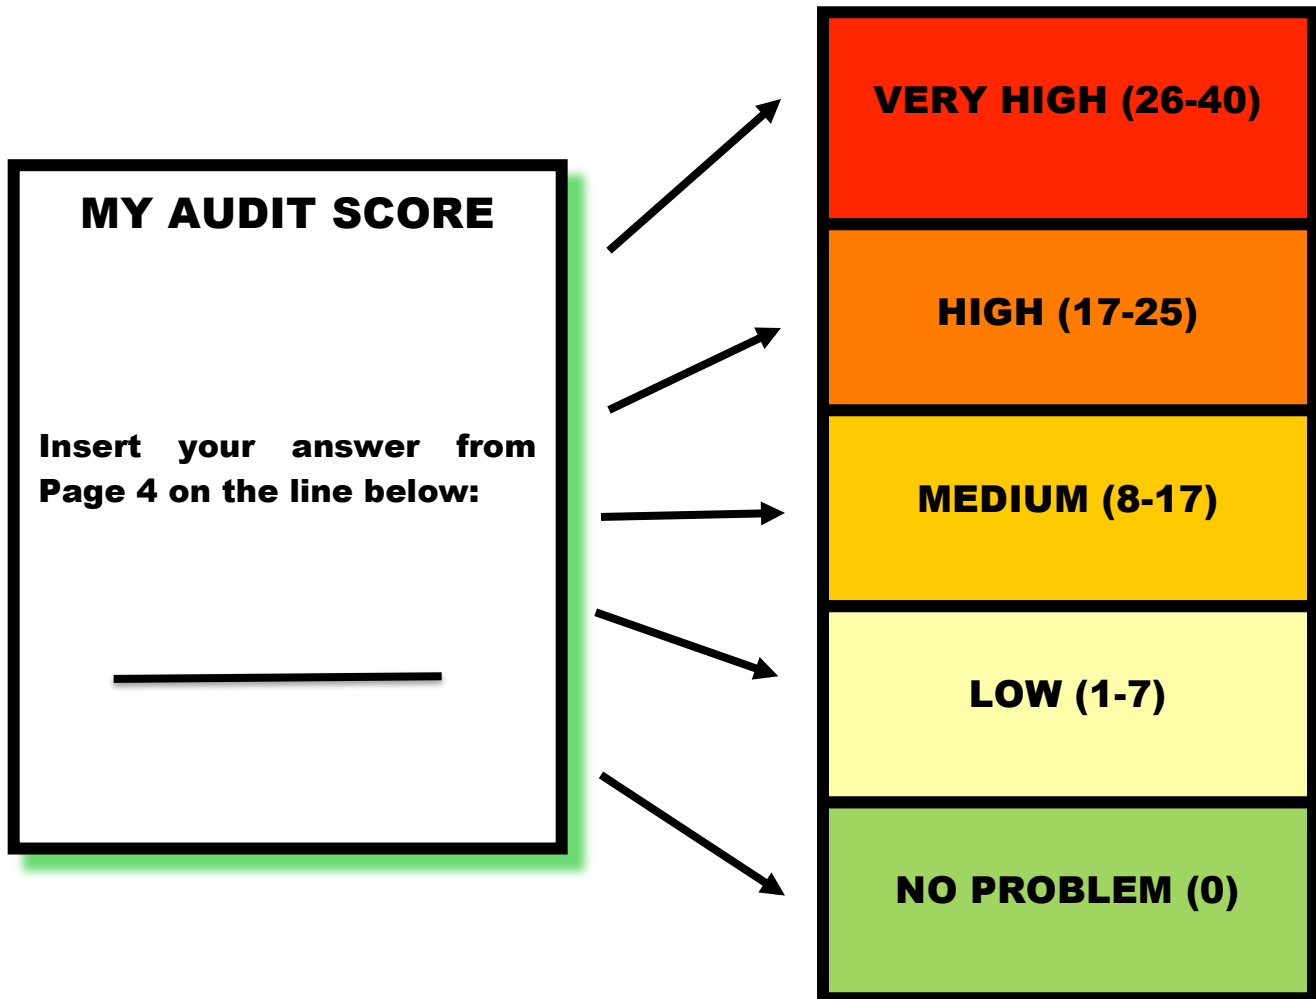 MY AUDIT SCORE
Insert your answer from
Page 4 on the line below:
VERY HIGH (26-40)
HIGH (17-25)
MEDIUM (8-17)
LOW (1-7)
NO PROBLEM (0)